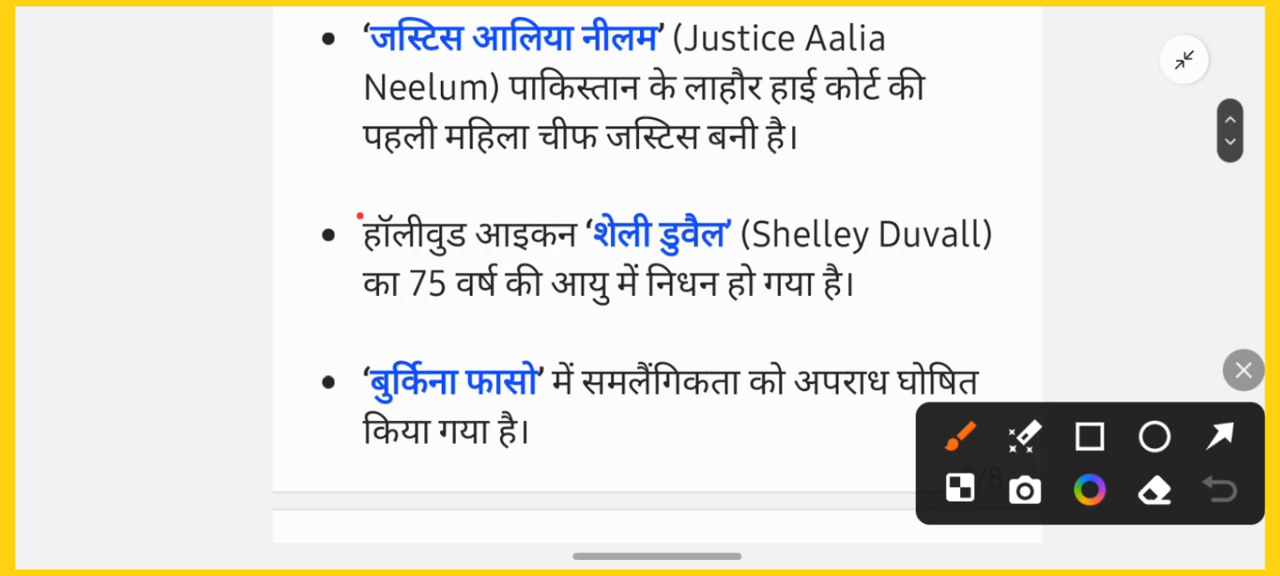 • ‘जस्टिस आलिया नीलम’ (Justice Aalia
Neelum) पाकिस्तान के लाहौर हाई कोर्ट की
पहली महिला चीफ जस्टिस बनी है।
• हॉलीवुड आइकन ‘शेली डुवैल’ (Shelley Duvall)
का 75 वर्ष की आयु में निधन हो गया है।
• ‘बुर्किना फासो’ में समलैंगिकता को अपराध घोषित
किया गया है।